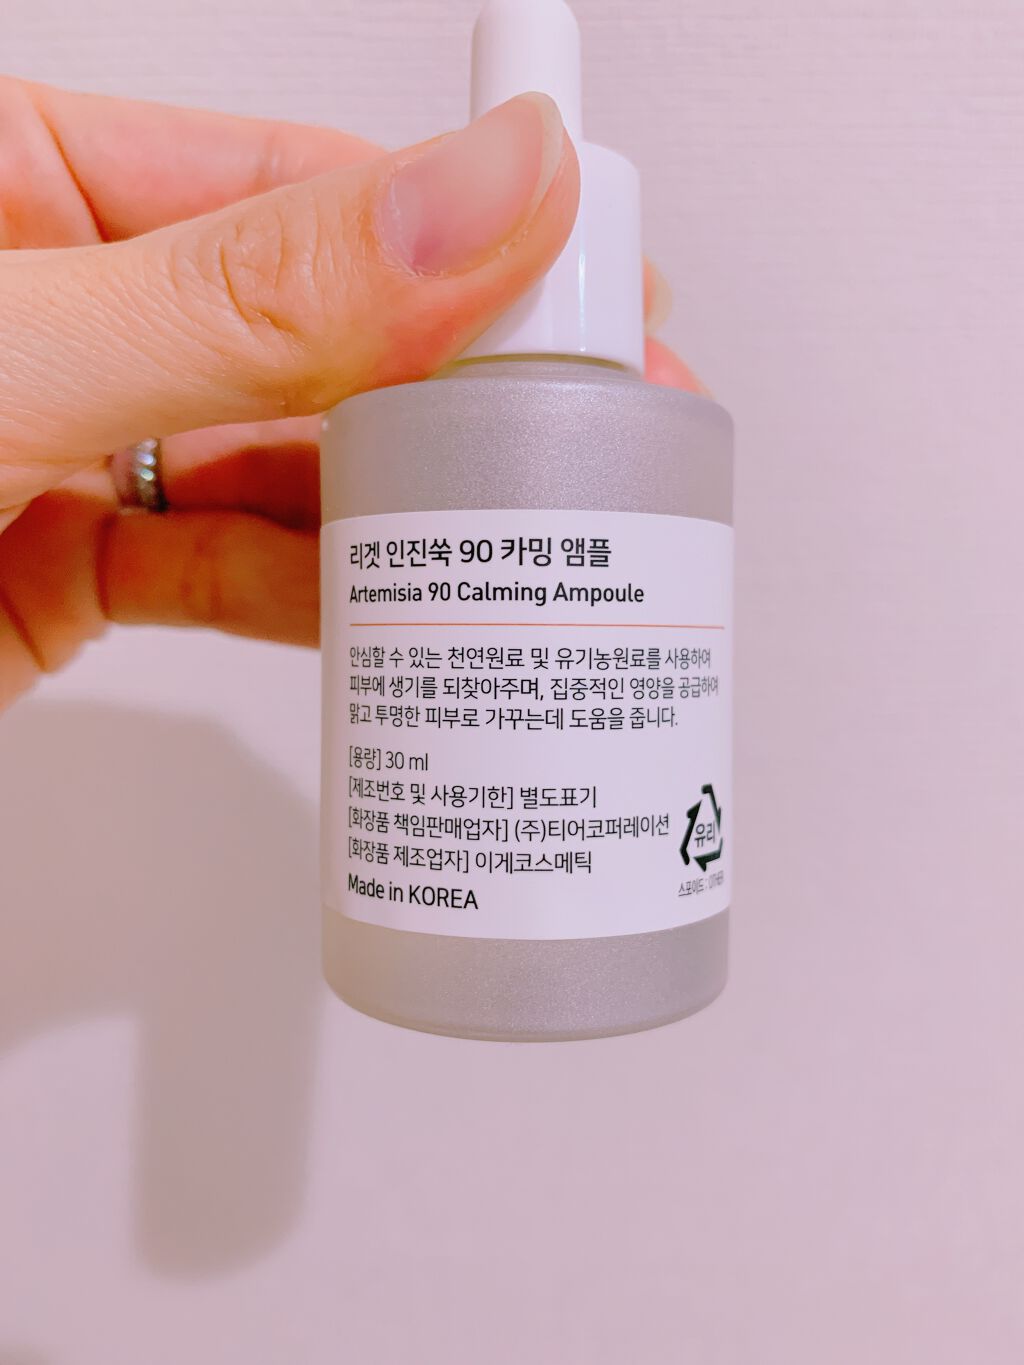 리겟 인진쑥 90 카밍 앰플
Artemisia 90 Calming Ampoule
안심할 수 있는 천연원료 및 유기농원료를 사용하여
피부에 생기를 되찾아주며, 집중적인 영양을 공급하여
맑고 투명한 피부로 가꾸는데 도움을 줍니다.
[용량] 30 ml
[제조번호 및 사용기한] 별도표기
[화장품 책임판매업자] (주)티어코퍼레이션
[화장품 제조업자] 이게코스메틱
Made in KOREA
유리
스포이드 : OTHER